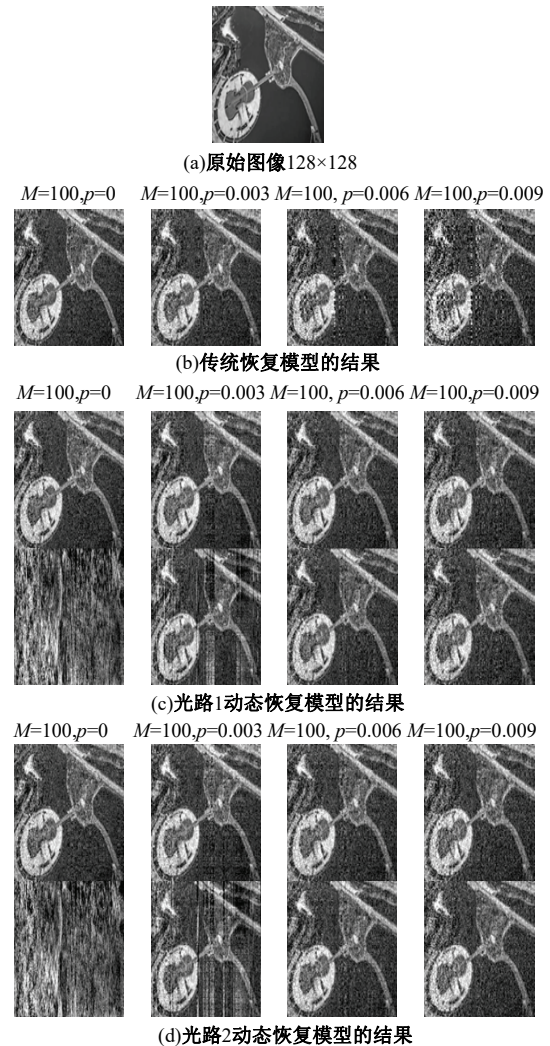 (a)原始图像128×128
M=100,p=0 M=100,p=0.003 M=100, p=0.006 M=100,p=0.009
(b)传统恢复模型的结果
M=100,p=0 M=100,p=0.003 M=100, p=0.006 M=100,p=0.009
(c)光路1动态恢复模型的结果
M=100,p=0 M=100,p=0.003 M=100, p=0.006 M=100,p=0.009
(d)光路2动态恢复模型的结果